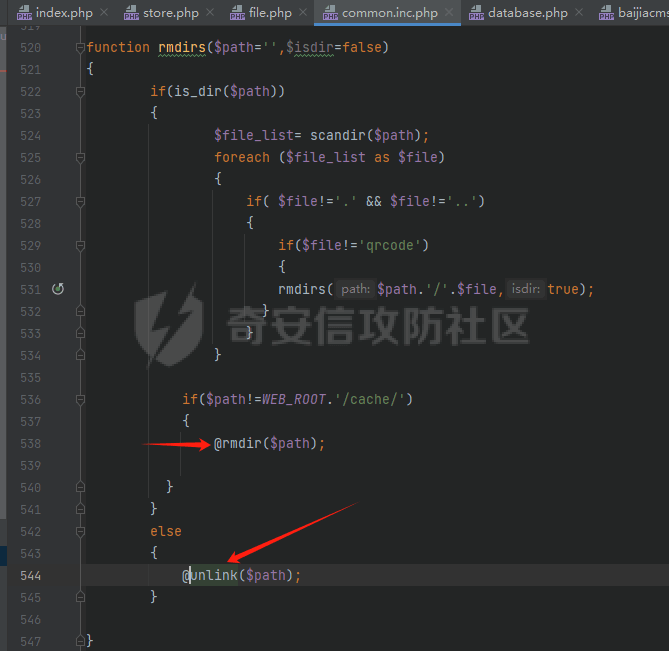 index.php × store.php × file.php × common.inc.php × database.php × baijiacms
520 function rmdirs($path='',$isdir=false)
521 {
522 if(is_dir($path))
523 {
524 $file_list= scandir($path);
525 foreach ($file_list as $file)
526 {
527 if( $file!='.' && $file!='..')
528 {
529 if($file!='qrcode')
530 {
531 rmdirs( path: $path.'/'.$file, isdir: true);
532 }
533 }
534 }
535
536 if($path!=WEB_ROOT.'/cache/')
537 {
538 @rmdir($path);
539
540 }
541 }
542 else
543 {
544 @unlink($path);
545 }
546
547 }
奇安信攻防社区